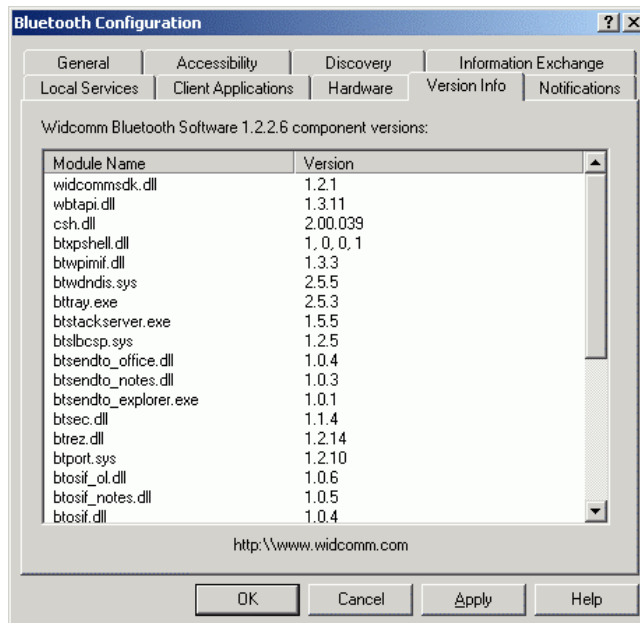 Bluetooth Configuration
General Accessibility Discovery Information Exchange
Local Services Client Applications Hardware Version Info Notifications
Widcomm Bluetooth Software 1.2.2.6 component versions:
Module Name Version
widcommsdk.dll 1.2.1
wbtapi.dll 1.3.11
csh.dll 2.00.039
btxpshell.dll 1, 0, 0, 1
btwpimif.dll 1.3.3
btwdndis.sys 2.5.5
bttray.exe 2.5.3
btstackserver.exe 1.5.5
btslbcsp.sys 1.2.5
btsendto_office.dll 1.0.4
btsendto_notes.dll 1.0.3
btsendto_explorer.exe 1.0.1
btsec.dll 1.1.4
btrez.dll 1.2.14
btport.sys 1.2.10
btosif_ol.dll 1.0.6
btosif_notes.dll 1.0.5
btosif.dll 1.0.4
http:\\www.widcomm.com
OK Cancel Apply Help